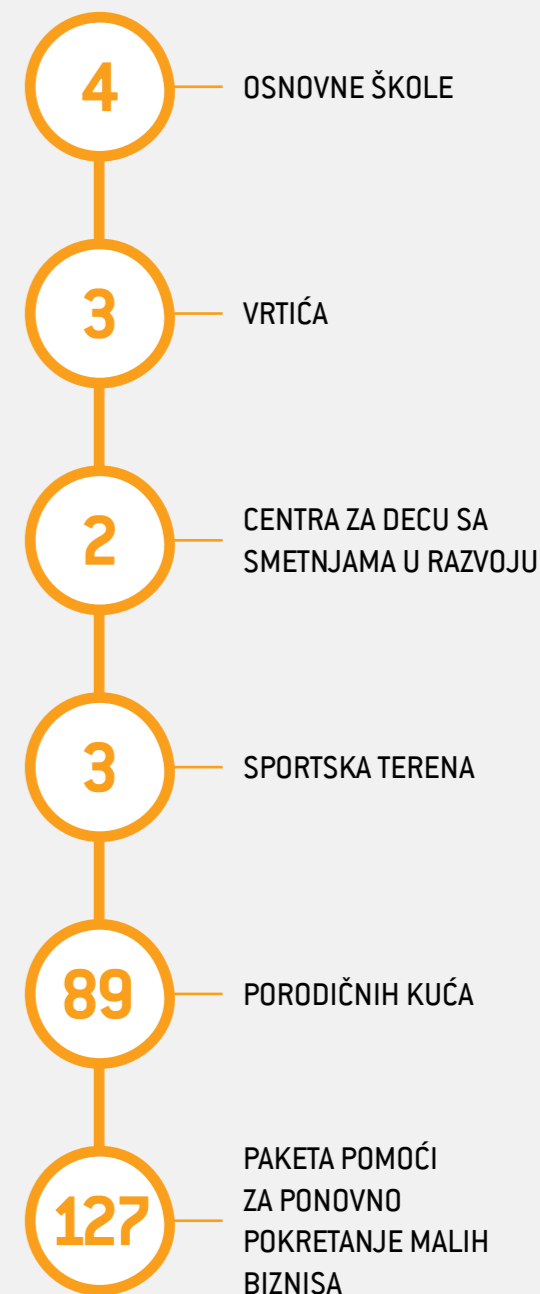 4
OSNOVNE ŠKOLE
3
VRTIĆA
2
CENTRA ZA DECU SA
SMETNJAMA U RAZVOJU
3
SPORTSKA TERENA
89
PORODIČNIH KUĆA
127
PAKETA POMOĆI
ZA PONOVNO
POKRETANJE MALIH
BIZNISA